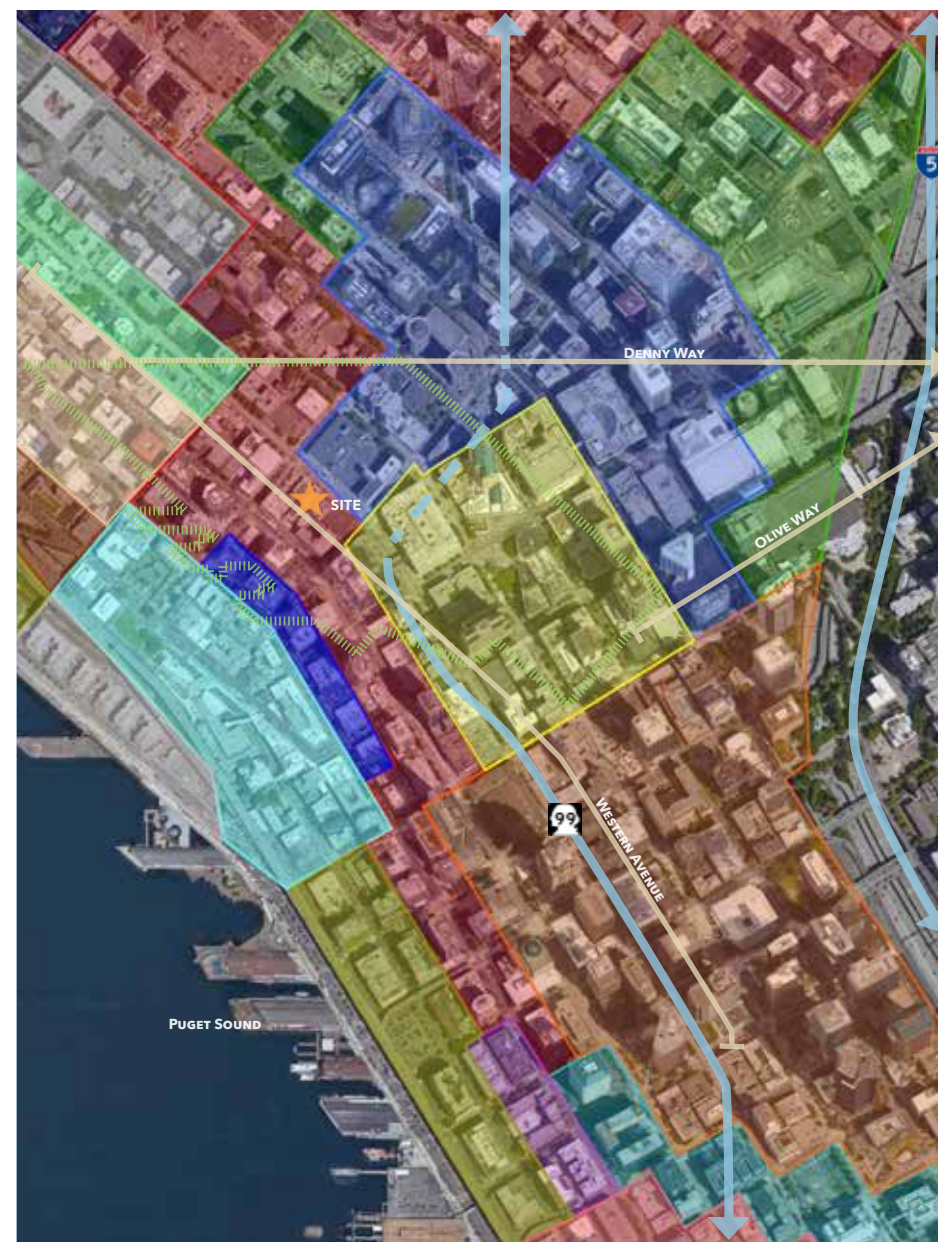 5
DENNY WAY
SITE
OLIVE WAY
99
WESTERN AVENUE
PUGET SOUND